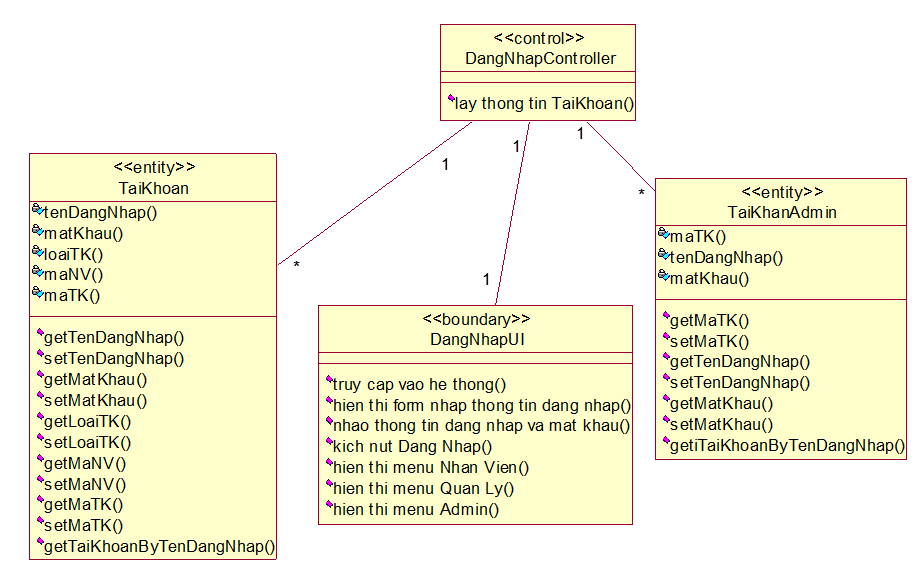 <<control>>
DangNhapController
lay thong tin TaiKhoan()
1
1
1
*
*
1
<<entity>>
TaiKhoan
tenDangNhap()
matKhau()
loaiTK()
maNV()
maTK()
getTenDangNhap()
setTenDangNhap()
getMatKhau()
setMatKhau()
getLoaiTK()
setLoaiTK()
getMaNV()
setMaNV()
getMaTK()
setMaTK()
getTaiKhoanByTenDangNhap()
<<boundary>>
DangNhapUI
truy cap vao he thong()
hien thi form nhap thong tin dang nhap()
nhao thong tin dang nhap va mat khau()
kich nut Dang Nhap()
hien thi menu Nhan Vien()
hien thi menu Quan Ly()
hien thi menu Admin()
<<entity>>
TaiKhanAdmin
maTK()
tenDangNhap()
matKhau()
getMaTK()
setMaTK()
getTenDangNhap()
setTenDangNhap()
getMatKhau()
setMatKhau()
getiTaiKhoanByTenDangNhap()